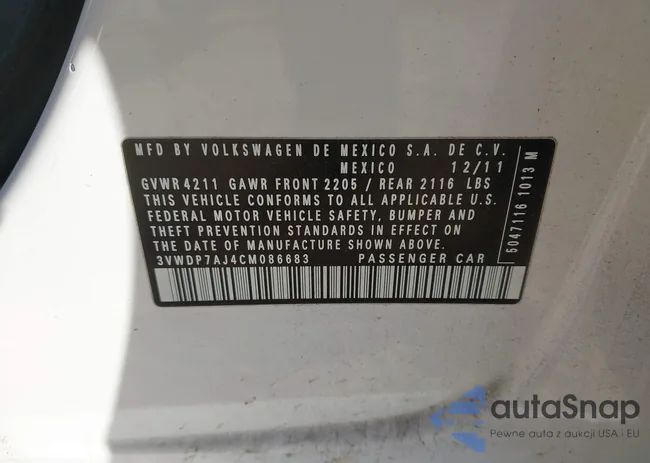 MFD BY VOLKSWAGEN DE MEXICO S.A. DE C.V.
MEXICO 12/11
GVWR 4211 GAWR FRONT 2205 / REAR 2116 LBS
THIS VEHICLE CONFORMS TO ALL APPLICABLE U.S.
FEDERAL MOTOR VEHICLE SAFETY, BUMPER AND
THEFT PREVENTION STANDARDS IN EFFECT ON
THE DATE OF MANUFACTURE SHOWN ABOVE.
3VWDP7AJ4CM086683 PASSENGER CAR
5047116 1013 M
autaSnap
Pewne auta z aukcji USA i EU